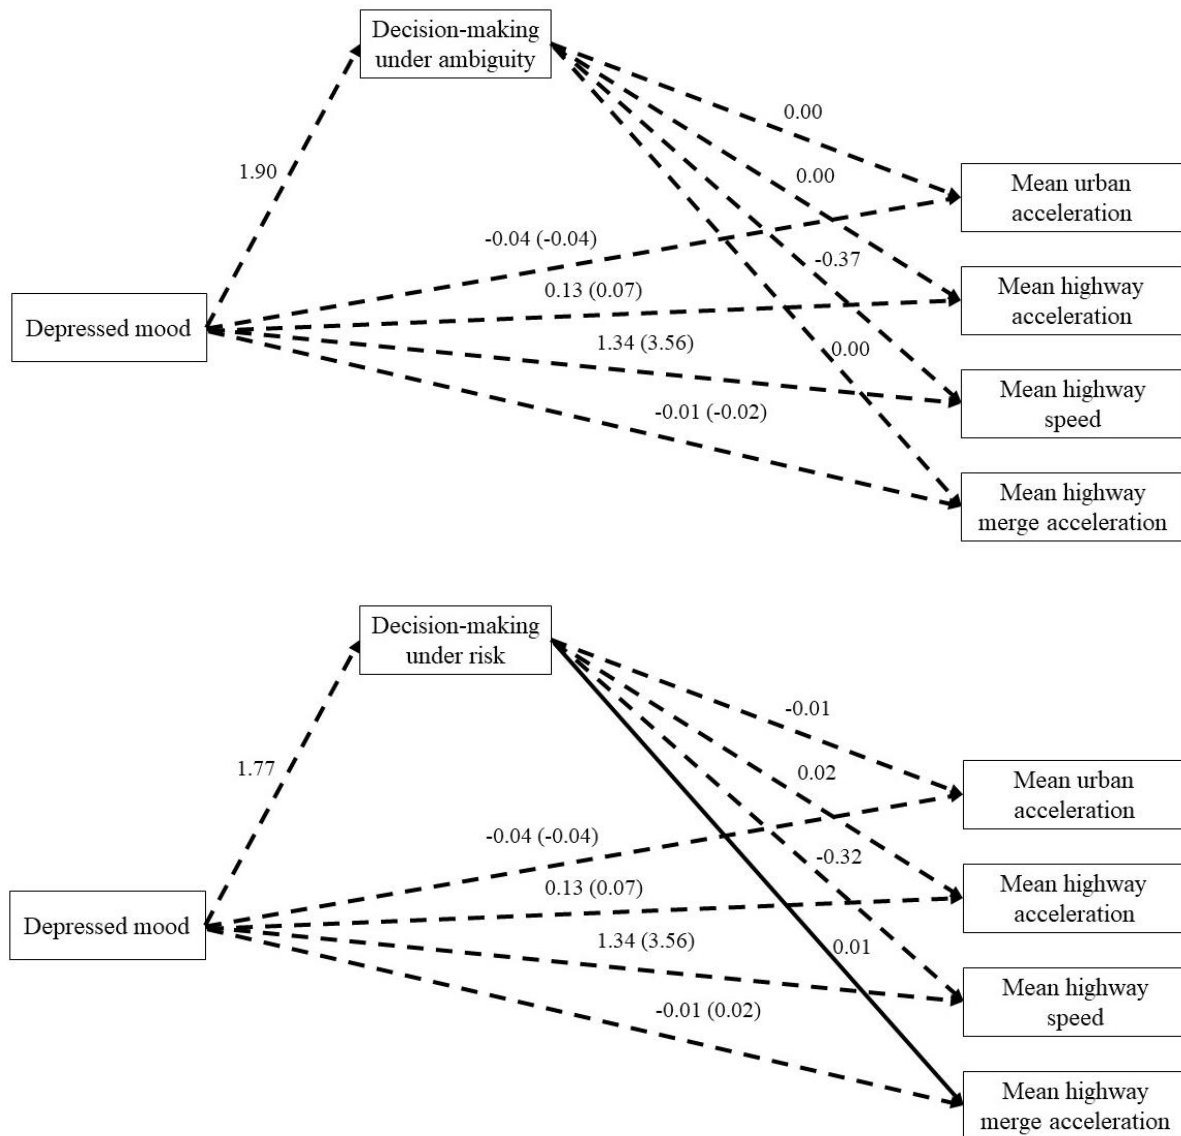 Decision-making
under ambiguity
0.00
1.90
0.00
Mean urban
acceleration
-0.04 (-0.04)
-0.37
0.13 (0.07)
Mean highway
acceleration
Depressed mood
1.34 (3.56)
0.00
Mean highway
speed
-0.01 (-0.02)
Mean highway
merge acceleration
Decision-making
under risk
-0.01
1.77
0.02
Mean urban
acceleration
-0.04 (-0.04)
-0.32
0.13 (0.07)
Mean highway
acceleration
Depressed mood
1.34 (3.56)
0.01
Mean highway
speed
-0.01 (0.02)
Mean highway
merge acceleration